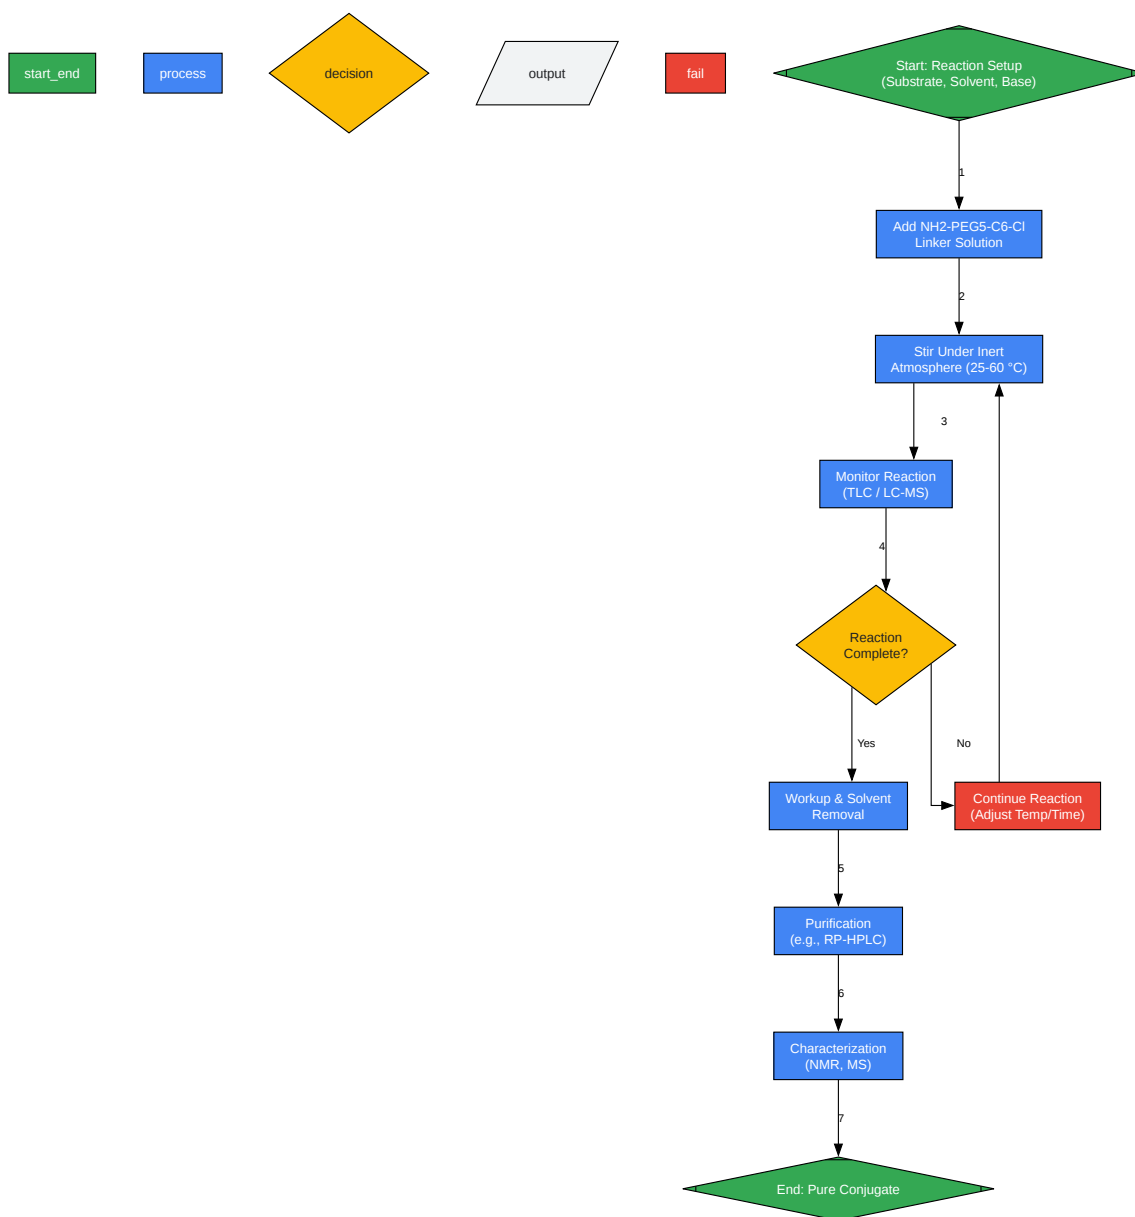 start_end
process
decision
output
fail
Start: Reaction Setup
(Substrate, Solvent, Base)
1
Add NH2-PEG5-C6-Cl
Linker Solution
2
Stir Under Inert
Atmosphere (25-60 °C)
3
Monitor Reaction
(TLC / LC-MS)
4
Reaction
Complete?
Yes
No
Workup & Solvent
Removal
Continue Reaction
(Adjust Temp/Time)
5
Purification
(e.g., RP-HPLC)
6
Characterization
(NMR, MS)
7
End: Pure Conjugate